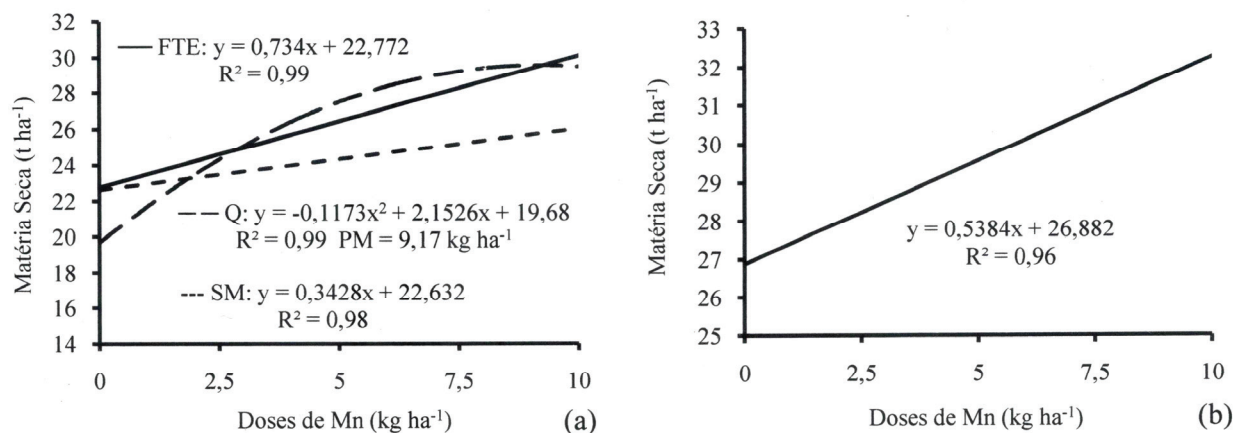 32
30
28
26
24
22
20
18
16
14
Matéria Seca (t ha⁻¹)
FTE: y = 0,734x + 22,772
R² = 0,99
Q: y = -0,1173x² + 2,1526x + 19,68
R² = 0,99 PM = 9,17 kg ha⁻¹
SM: y = 0,3428x + 22,632
R² = 0,98
0 2,5 5 7,5 10
Doses de Mn (kg ha⁻¹)
(a)
33
32
31
30
29
28
27
26
25
Matéria Seca (t ha⁻¹)
y = 0,5384x + 26,882
R² = 0,96
0 2,5 5 7,5 10
Doses de Mn (kg ha⁻¹)
(b)